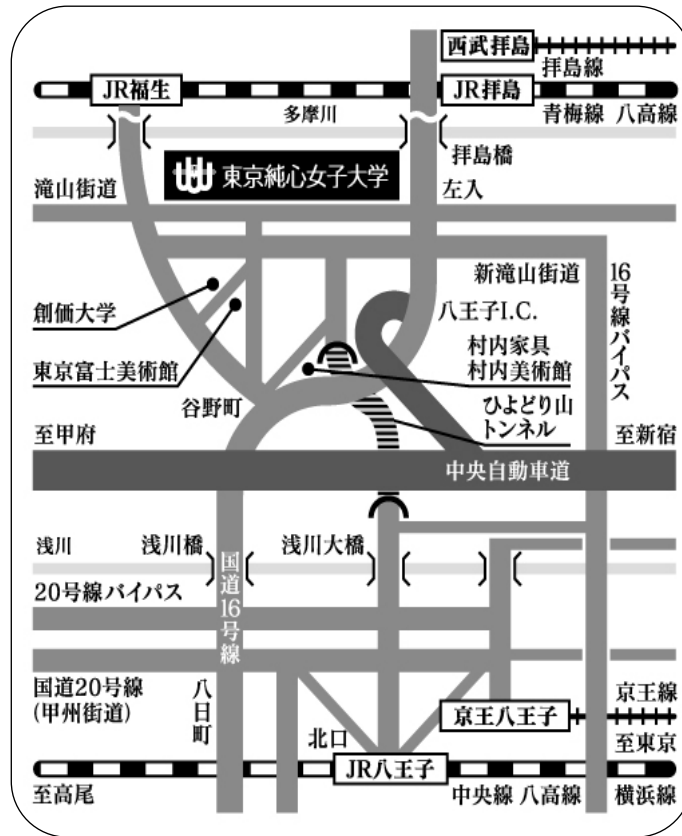 西武拝島
拝島線
JR福生
JR拝島
多摩川
青梅線 八高線
拝島橋
東京純心女子大学
滝山街道
左入
新滝山街道
16号線バイパス
創価大学
八王子I.C.
東京富士美術館
村内家具
村内美術館
谷野町
ひよどり山
トンネル
至甲府
至新宿
中央自動車道
浅川
浅川橋
浅川大橋
国道16号線
20号線バイパス
国道20号線
(甲州街道)
八日町
京王線
京王八王子
至東京
北口
JR八王子
至高尾
中央線 八高線
横浜線